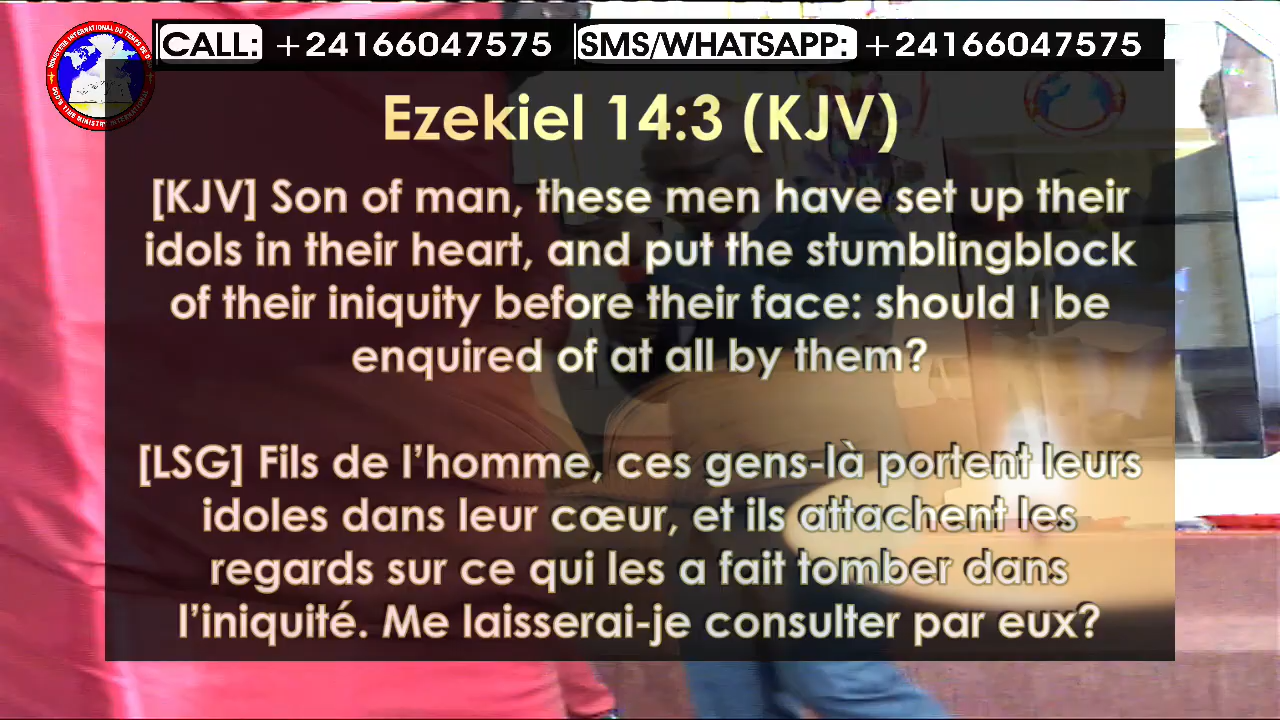 CALL: +24166047575 SMS/WHATSAPP: +24166047575
Ezekiel 14:3 (KJV)
[KJV] Son of man, these men have set up their
idols in their heart, and put the stumblingblock
of their iniquity before their face: should I be
enquired of at all by them?
[LSG] Fils de l’homme, ces gens-là portent leurs
idoles dans leur cœur, et ils attachent les
regards sur ce qui les a fait tomber dans
l’iniquité. Me laisserai-je consulter par eux?